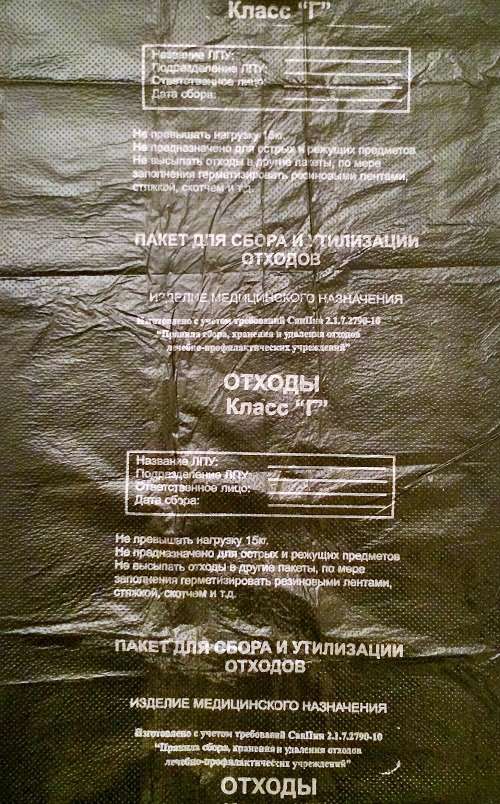 Класс "Г"
Название ЛПУ:
Подразделение ЛПУ:
Ответственное лицо:
Дата сбора:
Не превышать нагрузку 15кг.
Не предназначено для острых и режущих предметов
Не высыпать отходы в другие пакеты, по мере
заполнения герметизировать резиновыми лентами,
стяжкой, скотчем и т.д.
ПАКЕТ ДЛЯ СБОРА И УТИЛИЗАЦИИ
ОТХОДОВ
ИЗДЕЛИЕ МЕДИЦИНСКОГО НАЗНАЧЕНИЯ
Изготовлено с учетом требований СанПин 2.1.7.2790-10
"Правила сбора, хранения и удаления отходов
лечебно-профилактических учреждений"
ОТХОДЫ
Класс "Г"
Название ЛПУ:
Подразделение ЛПУ:
Ответственное лицо:
Дата сбора:
Не превышать нагрузку 15кг.
Не предназначено для острых и режущих предметов
Не высыпать отходы в другие пакеты, по мере
заполнения герметизировать резиновыми лентами,
стяжкой, скотчем и т.д.
ПАКЕТ ДЛЯ СБОРА И УТИЛИЗАЦИИ
ОТХОДОВ
ИЗДЕЛИЕ МЕДИЦИНСКОГО НАЗНАЧЕНИЯ
Изготовлено с учетом требований СанПин 2.1.7.2790-10
"Правила сбора, хранения и удаления отходов
лечебно-профилактических учреждений"
ОТХОДЫ